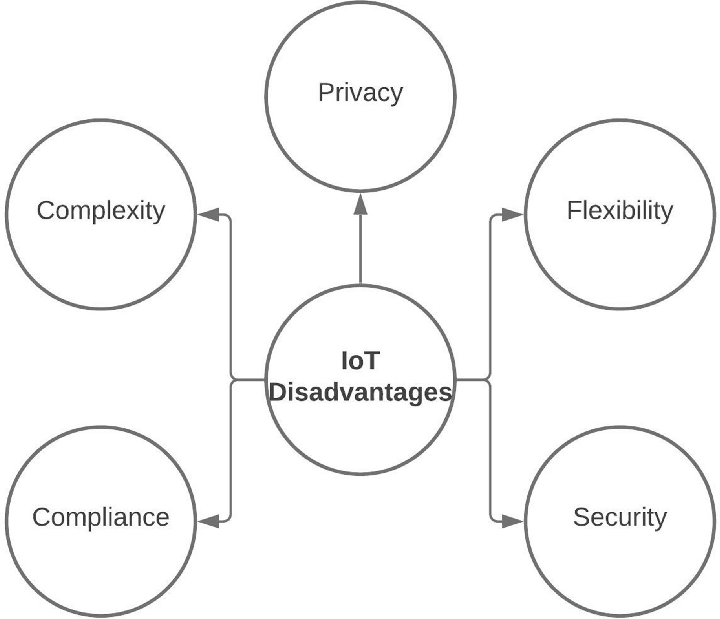 Privacy
Complexity
Flexibility
IoT
Disadvantages
Compliance
Security